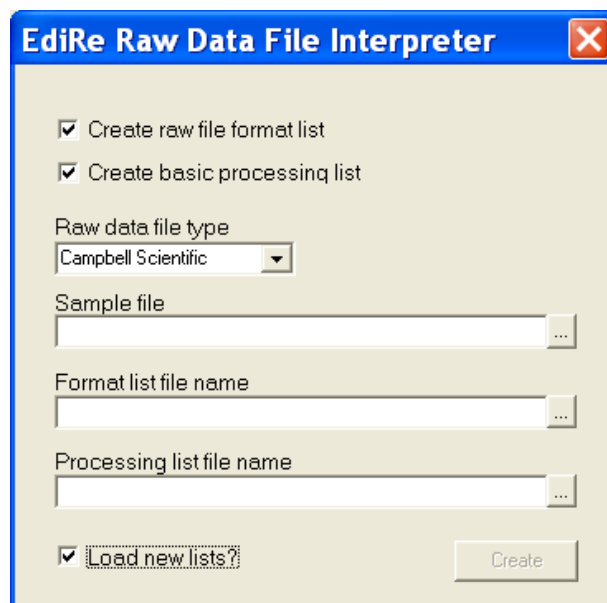 EdiRe Raw Data File Interpreter
Create raw file format list
Create basic processing list
Raw data file type
Campbell Scientific
Sample file
...
Format list file name
...
Processing list file name
...
Load new lists?
Create